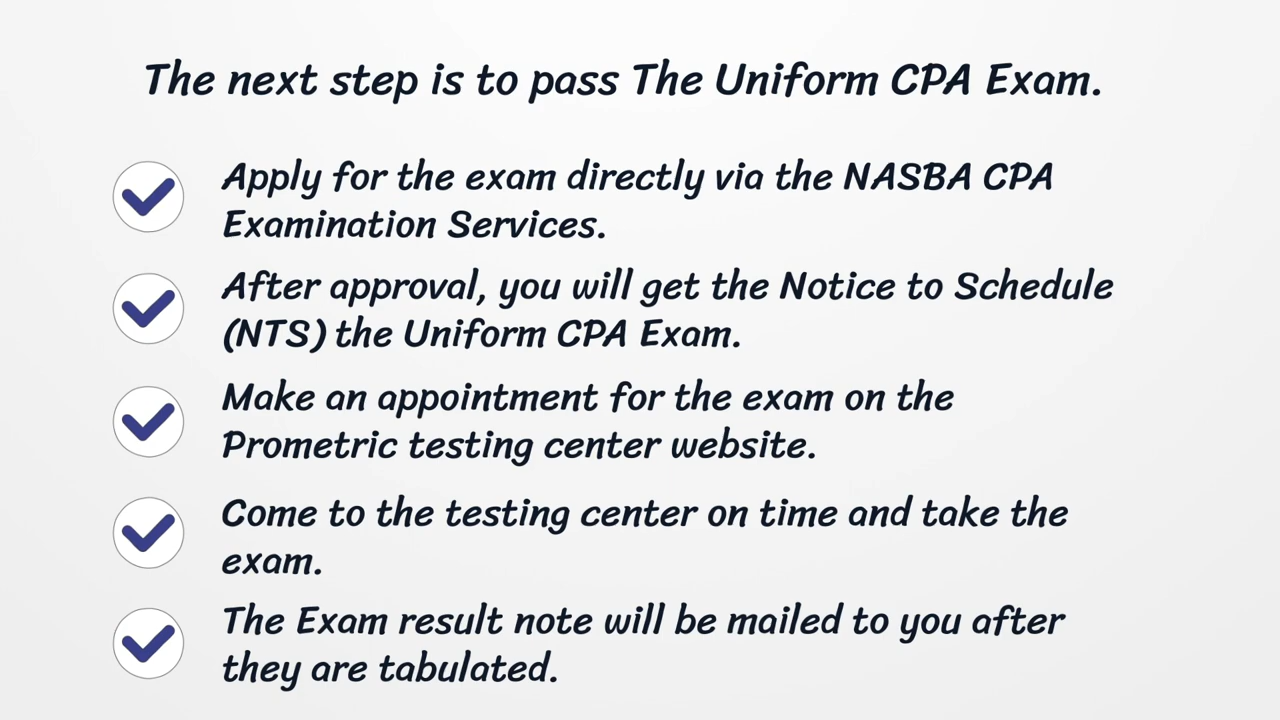 The next step is to pass The Uniform CPA Exam.
Apply for the exam directly via the NASBA CPA
Examination Services.
After approval, you will get the Notice to Schedule
(NTS) the Uniform CPA Exam.
Make an appointment for the exam on the
Prometric testing center website.
Come to the testing center on time and take the
exam.
The Exam result note will be mailed to you after
they are tabulated.